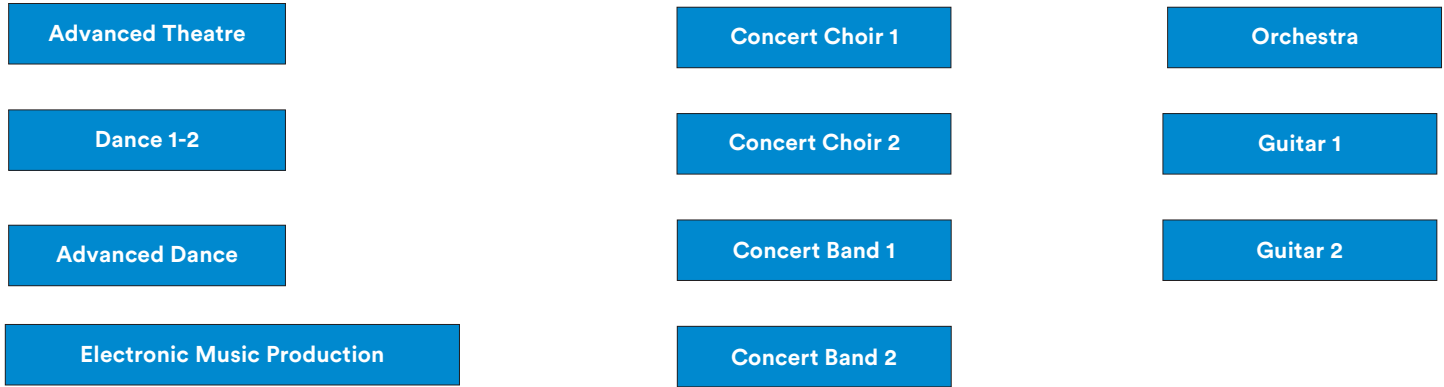 Advanced Theatre
Dance 1-2
Advanced Dance
Electronic Music Production
Concert Choir 1
Concert Choir 2
Concert Band 1
Concert Band 2
Orchestra
Guitar 1
Guitar 2